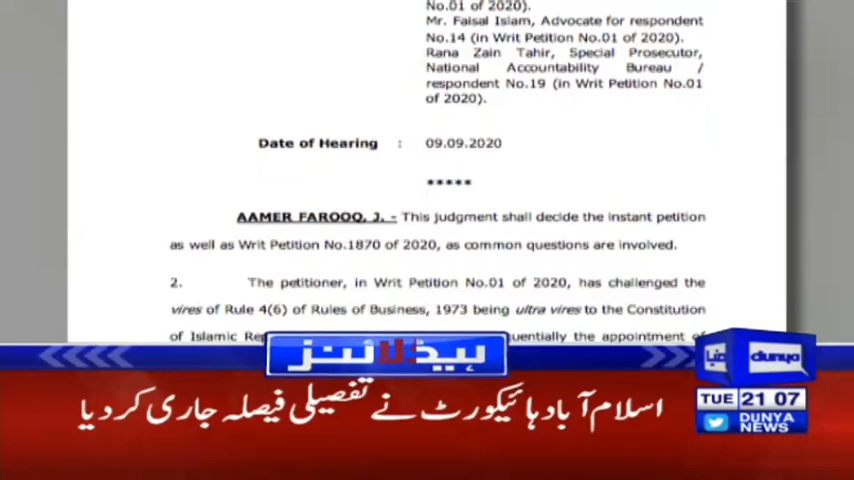 No.01 of 2020).
Mr. Faisal Islam, Advocate for respondent
No.14 (in Writ Petition No.01 of 2020).
Rana Zain Tahir, Special Prosecutor,
National Accountability Bureau /
respondent No.19 (in Writ Petition No.01
of 2020).
Date of Hearing : 09.09.2020
*****
AAMER FAROOQ, J. - This judgment shall decide the instant petition
as well as Writ Petition No.1870 of 2020, as common questions are involved.
2. The petitioner, in Writ Petition No.01 of 2020, has challenged the
vires of Rule 4(6) of Rules of Business, 1973 being ultra vires to the Constitution
of Islamic appointment of
ہیڈلائنز
دنیا dunya
اسلام آباد ہائیکورٹ نے تفصیلی فیصلہ جاری کر دیا
TUE 21 07
DUNYA
NEWS